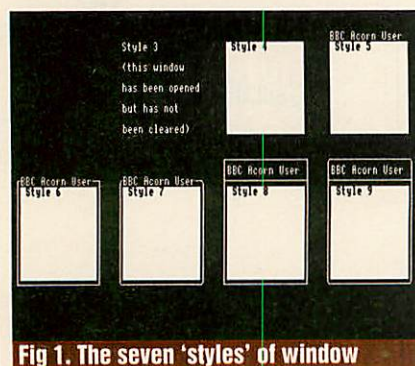 Style 3
(this window
has been opened
but has not
been cleared)
Style 4
BBC Acorn User
Style 5
BBC Acorn User
Style 6
BBC Acorn User
Style 7
BBC Acorn User
Style 8
BBC Acorn User
Style 9
Fig 1. The seven 'styles' of window